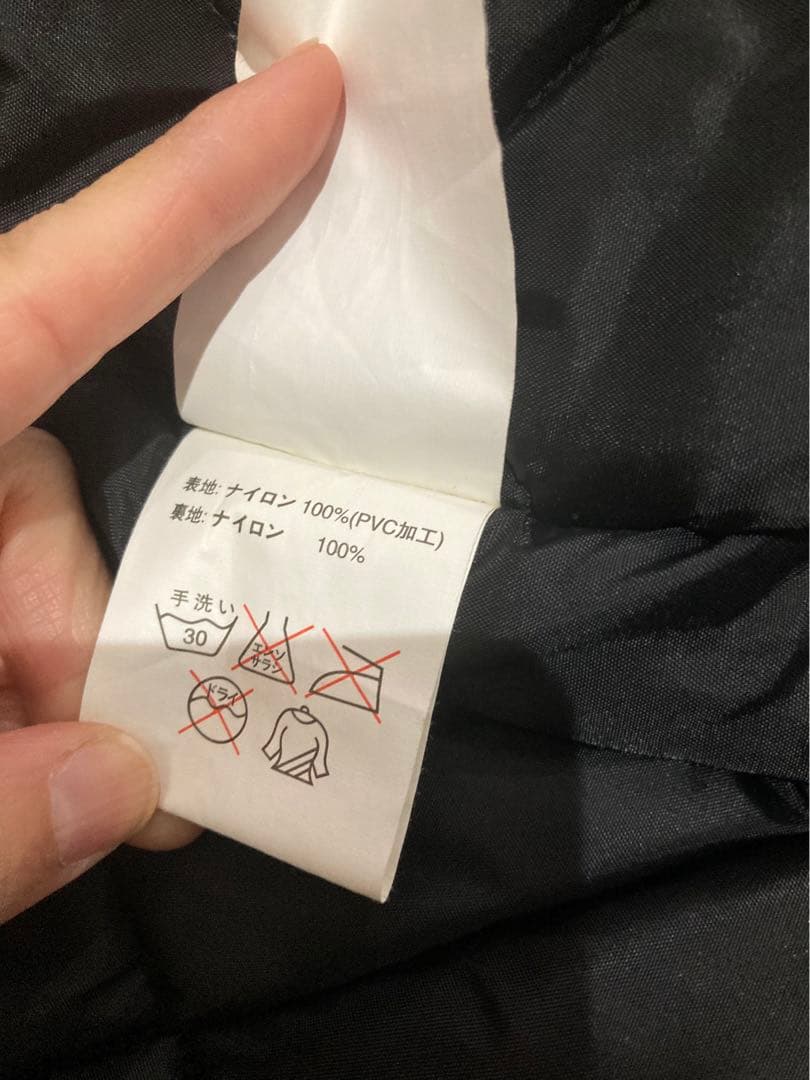 表地: ナイロン 100%(PVC加工)
裏地: ナイロン 100%
手洗い
30
エンソ
サラシ
ドライ